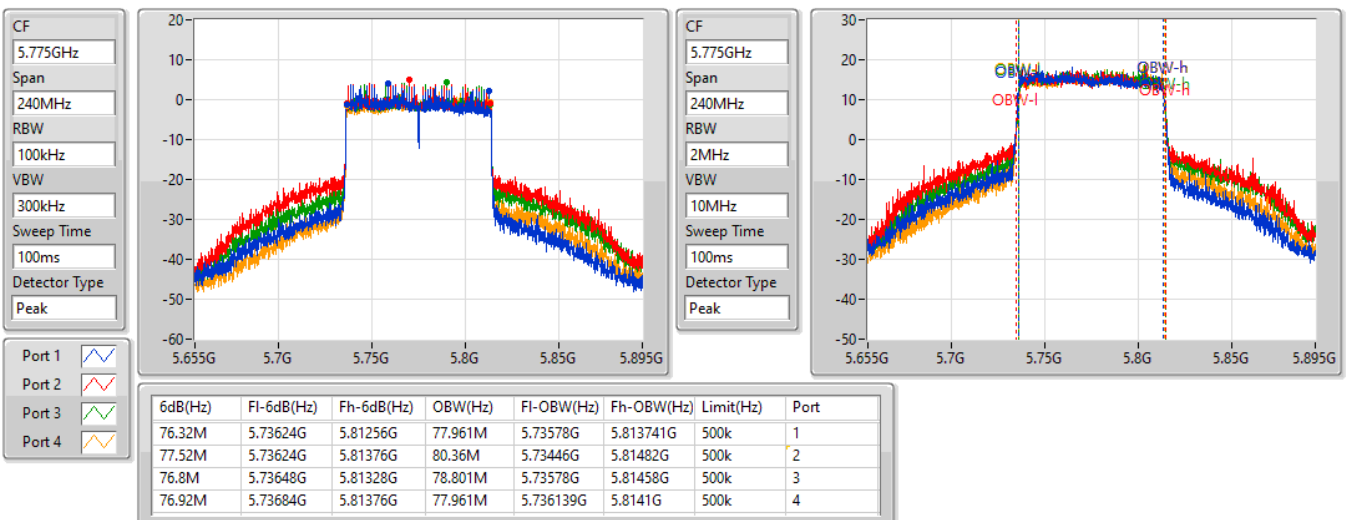 CF
5.775GHz
Span
240MHz
RBW
100kHz
VBW
300kHz
Sweep Time
100ms
Detector Type
Peak
20
10
0
-10
-20
-30
-40
-50
-60
5.655G 5.7G 5.75G 5.8G 5.85G 5.895G
CF
5.775GHz
Span
240MHz
RBW
2MHz
VBW
10MHz
Sweep Time
100ms
Detector Type
Peak
30
20
10
0
-10
-20
-30
-40
-50
OBW-l OBW-h
OBW-h
OBW-l OBW-h
5.655G 5.7G 5.75G 5.8G 5.85G 5.895G
Port 1
Port 2
Port 3
Port 4
6dB(Hz) Fl-6dB(Hz) Fh-6dB(Hz) OBW(Hz) Fl-OBW(Hz) Fh-OBW(Hz) Limit(Hz) Port
76.32M 5.73624G 5.81256G 77.961M 5.73578G 5.813741G 500k 1
77.52M 5.73624G 5.81376G 80.36M 5.73446G 5.81482G 500k 2
76.8M 5.73648G 5.81328G 78.801M 5.73578G 5.81458G 500k 3
76.92M 5.73684G 5.81376G 77.961M 5.736139G 5.8141G 500k 4